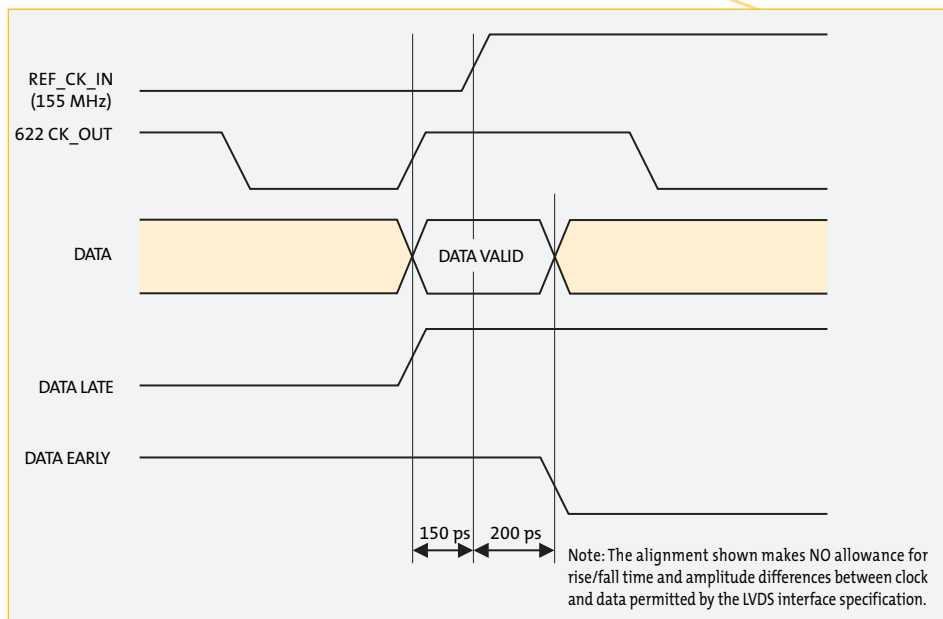 REF_CK_IN
(155 MHz)
622 CK_OUT
DATA
DATA VALID
DATA LATE
DATA EARLY
150 ps
200 ps
Note: The alignment shown makes NO allowance for
rise/fall time and amplitude differences between clock
and data permitted by the LVDS interface specification.